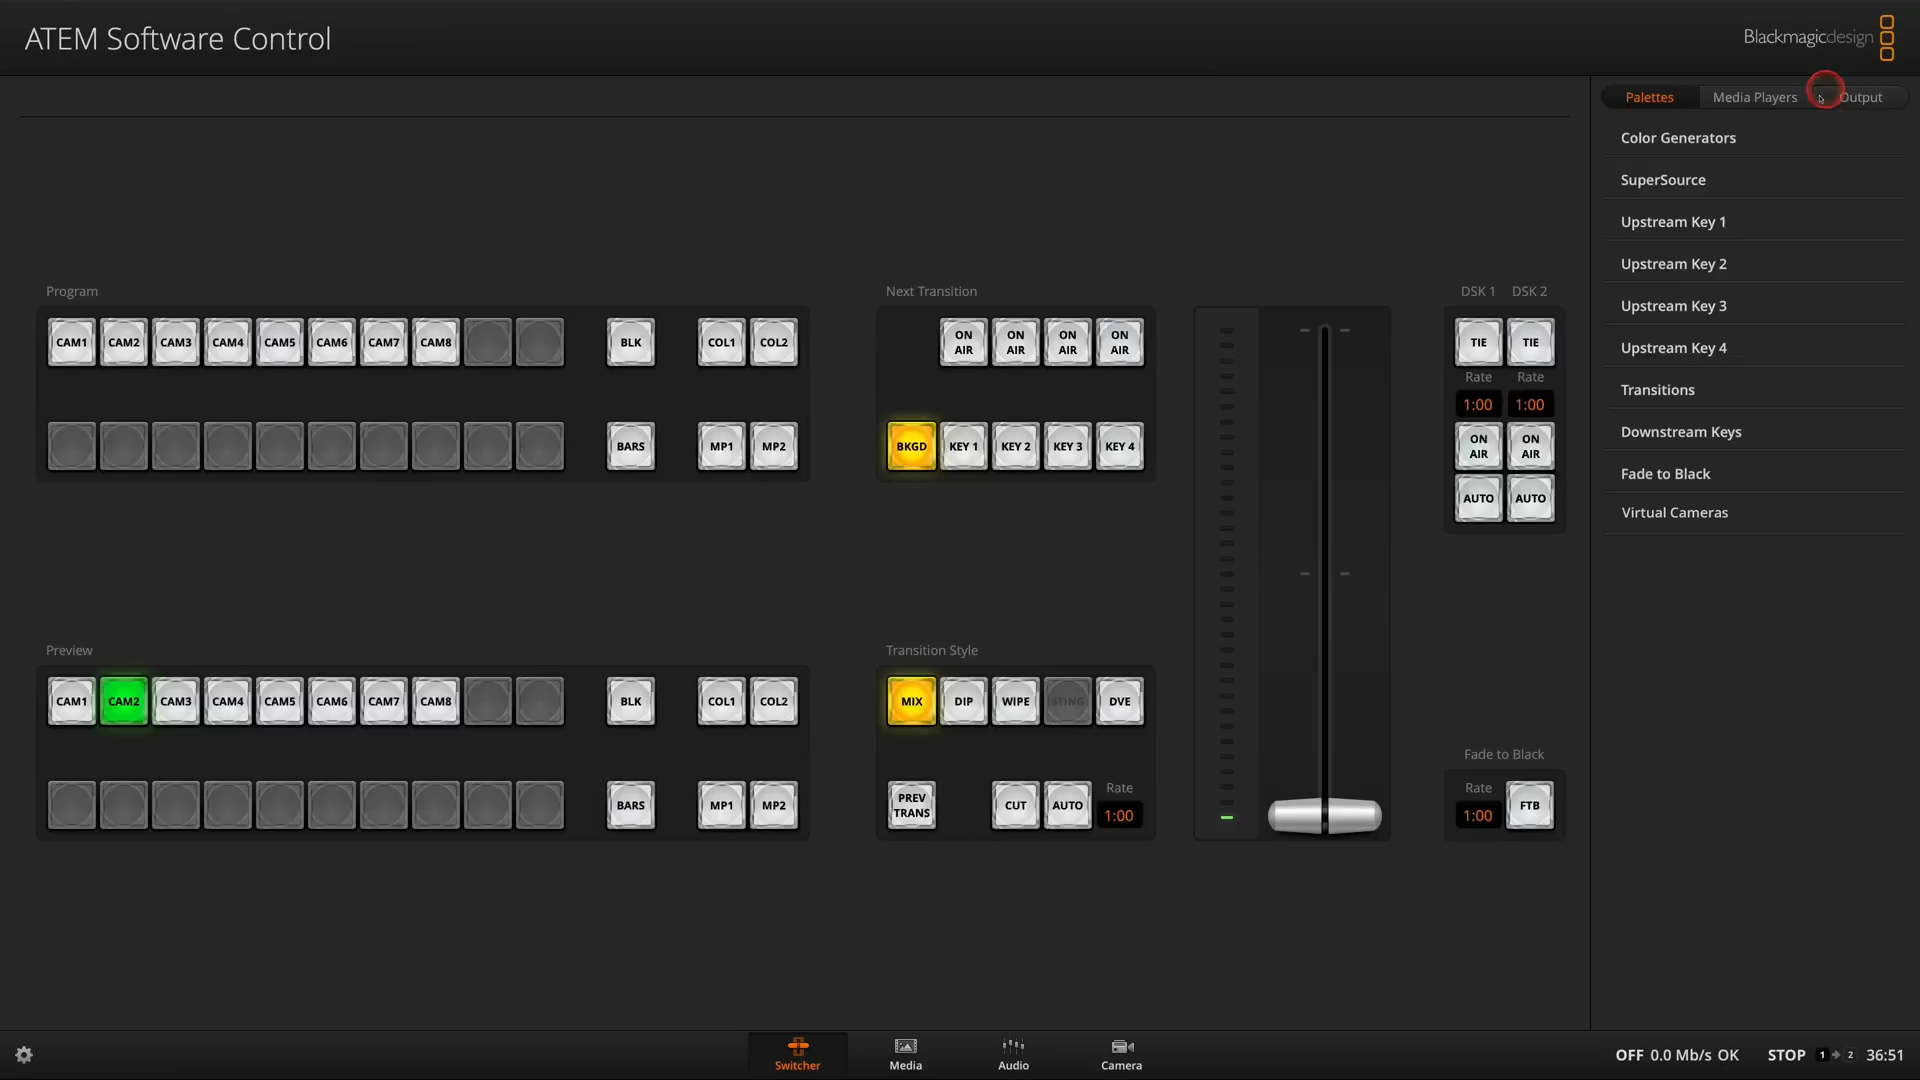 ATEM Software Control
Blackmagicdesign
Palettes
Media Players
Output
Color Generators
SuperSource
Upstream Key 1
Upstream Key 2
Upstream Key 3
Upstream Key 4
Transitions
Downstream Keys
Fade to Black
Virtual Cameras
Program
CAM1 CAM2 CAM3 CAM4 CAM5 CAM6 CAM7 CAM8
BLK
COL1 COL2
BARS
MP1 MP2
Next Transition
ON AIR
ON AIR
ON AIR
ON AIR
BKGD KEY 1 KEY 2 KEY 3 KEY 4
DSK 1 DSK 2
TIE TIE
Rate Rate
1:00 1:00
ON AIR
ON AIR
AUTO AUTO
Preview
CAM1 CAM2 CAM3 CAM4 CAM5 CAM6 CAM7 CAM8
BLK
COL1 COL2
BARS
MP1 MP2
Transition Style
MIX DIP WIPE STING DVE
PREV TRANS
CUT AUTO
Rate
1:00
Fade to Black
Rate
1:00
FTB
Switcher
Media
Audio
Camera
OFF 0.0 Mb/s OK
STOP 1 2 36:51